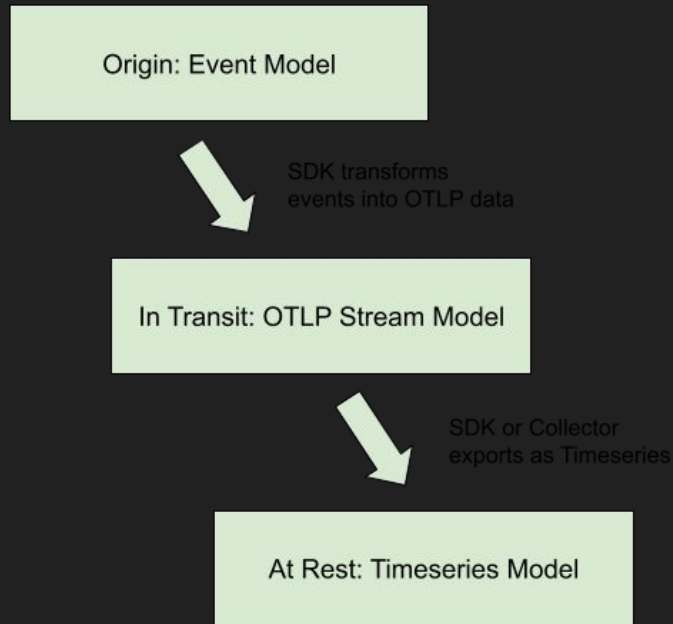 Origin: Event Model
SDK transforms
events into OTLP data
In Transit: OTLP Stream Model
SDK or Collector
exports as Timeseries
At Rest: Timeseries Model